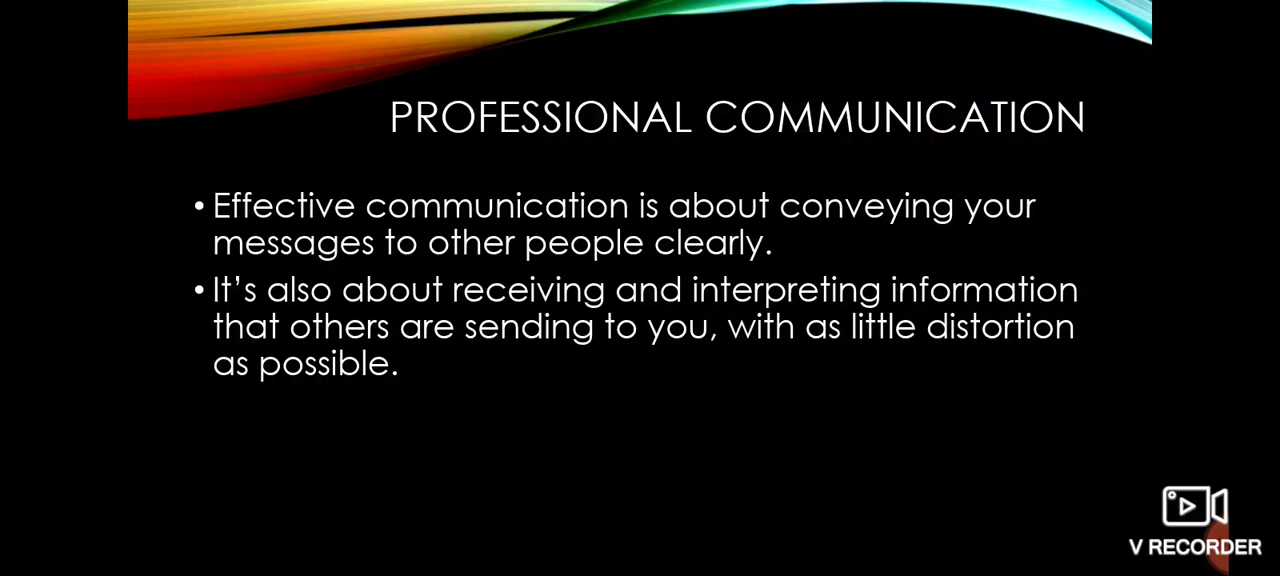 PROFESSIONAL COMMUNICATION
• Effective communication is about conveying your
messages to other people clearly.
• It's also about receiving and interpreting information
that others are sending to you, with as little distortion
as possible.
V RECORDER